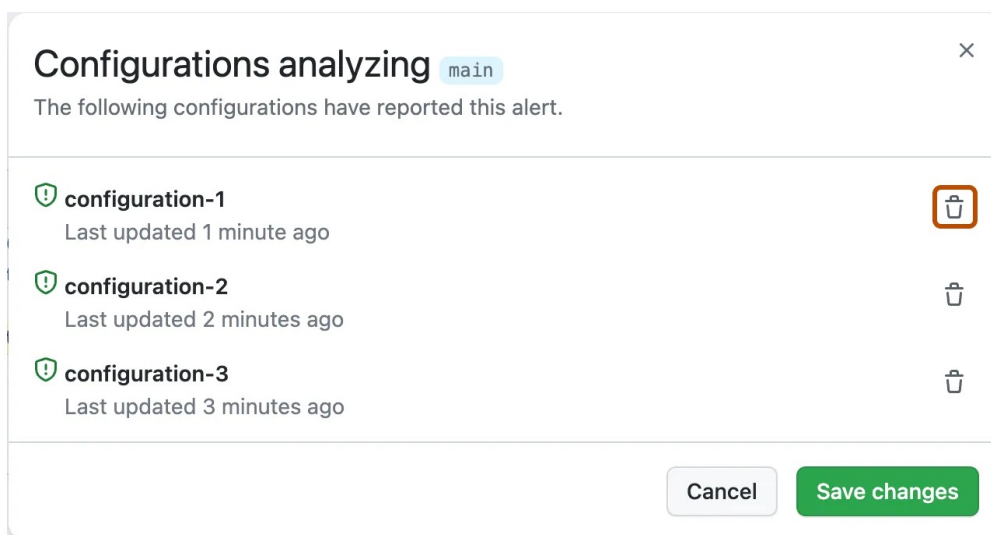 Configurations analyzing main
The following configurations have reported this alert.
configuration-1
Last updated 1 minute ago
configuration-2
Last updated 2 minutes ago
configuration-3
Last updated 3 minutes ago
Cancel Save changes